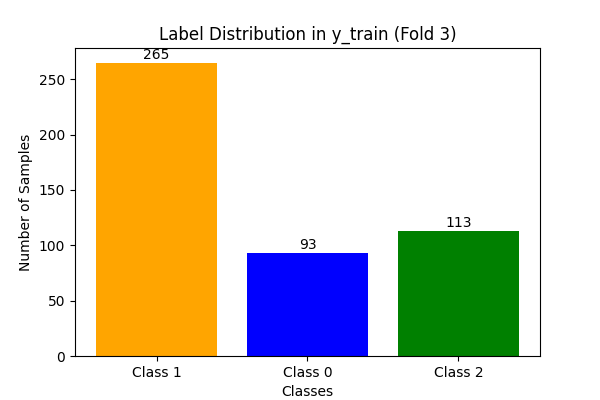 Label Distribution in y_train (Fold 3)
265
93
113
250
200
150
100
50
0
Number of Samples
Class 1
Class 0
Class 2
Classes